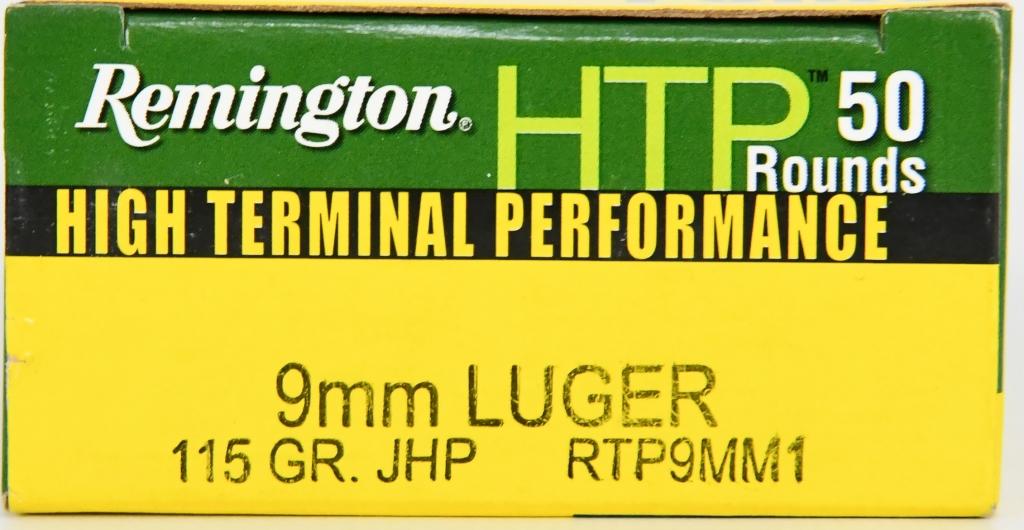 Remington® HTP™ 50
Rounds
HIGH TERMINAL PERFORMANCE
9mm LUGER
115 GR. JHP RTP9MM1